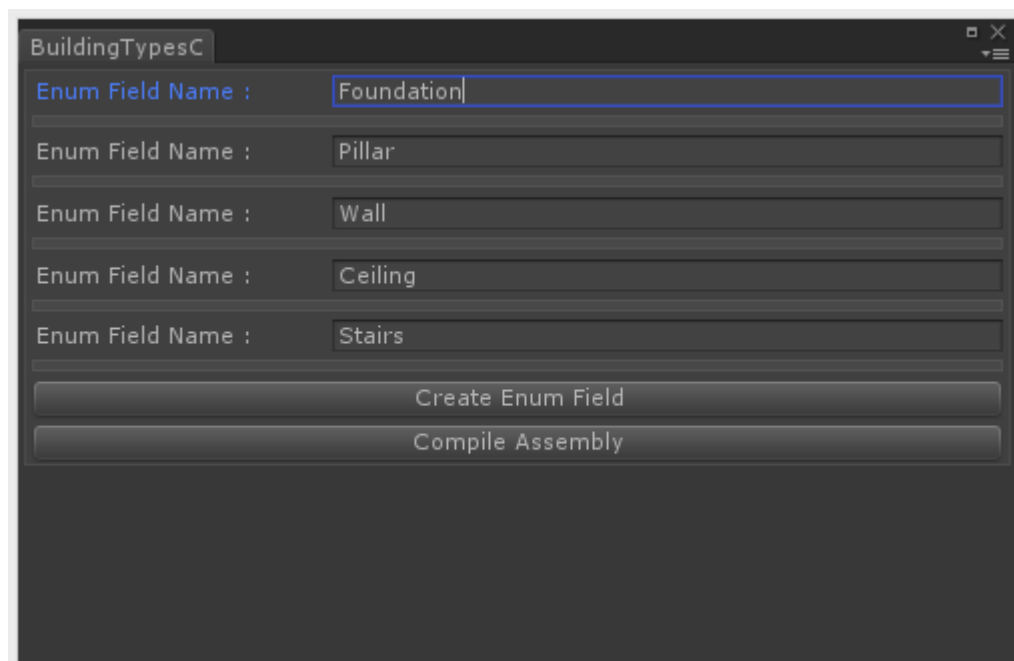 BuildingTypesC
Enum Field Name : Foundation
Enum Field Name : Pillar
Enum Field Name : Wall
Enum Field Name : Ceiling
Enum Field Name : Stairs
Create Enum Field
Compile Assembly